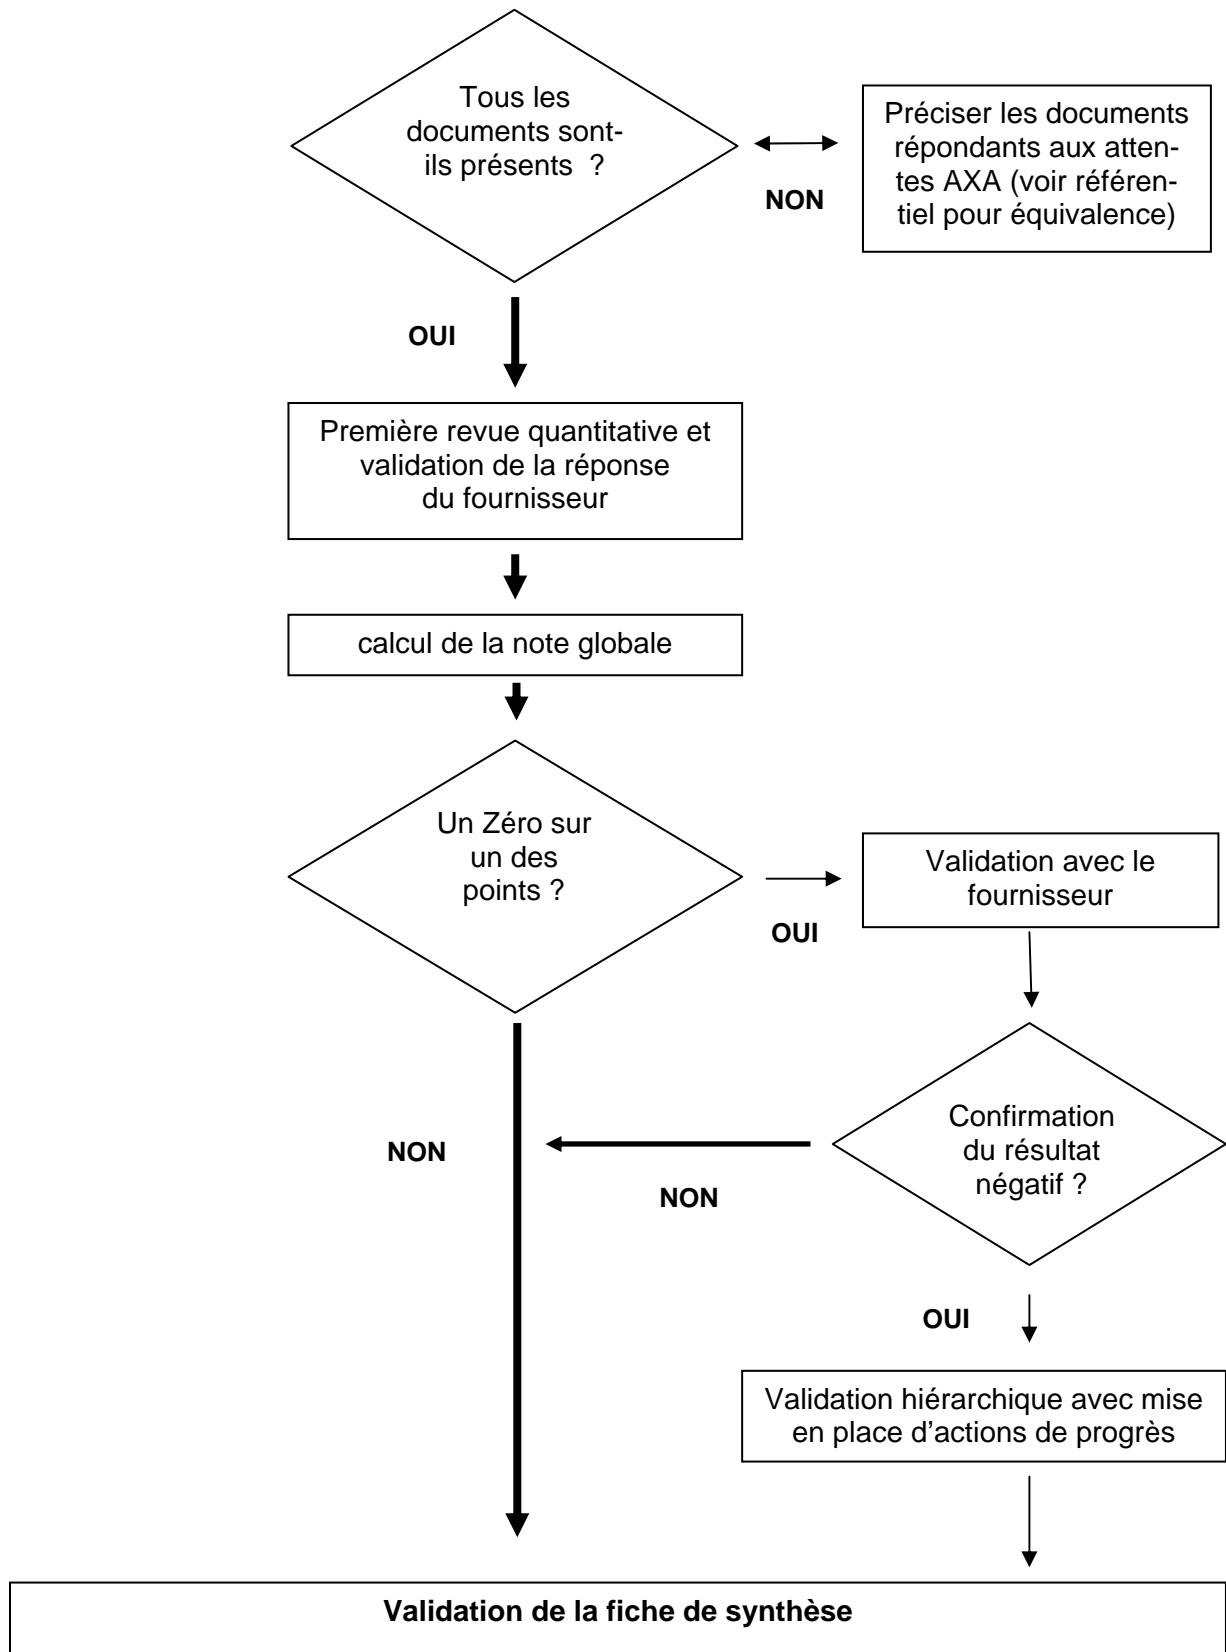 Tous les
documents sont-
ils présents ?
Préciser les documents
répondants aux atten-
tes AXA (voir référen-
tiel pour équivalence)
NON
OUI
Première revue quantitative et
validation de la réponse
du fournisseur
calcul de la note globale
Un Zéro sur
un des
points ?
Validation avec le
fournisseur
OUI
Confirmation
du résultat
négatif ?
NON
NON
OUI
Validation hiérarchique avec mise
en place d’actions de progrès
Validation de la fiche de synthèse